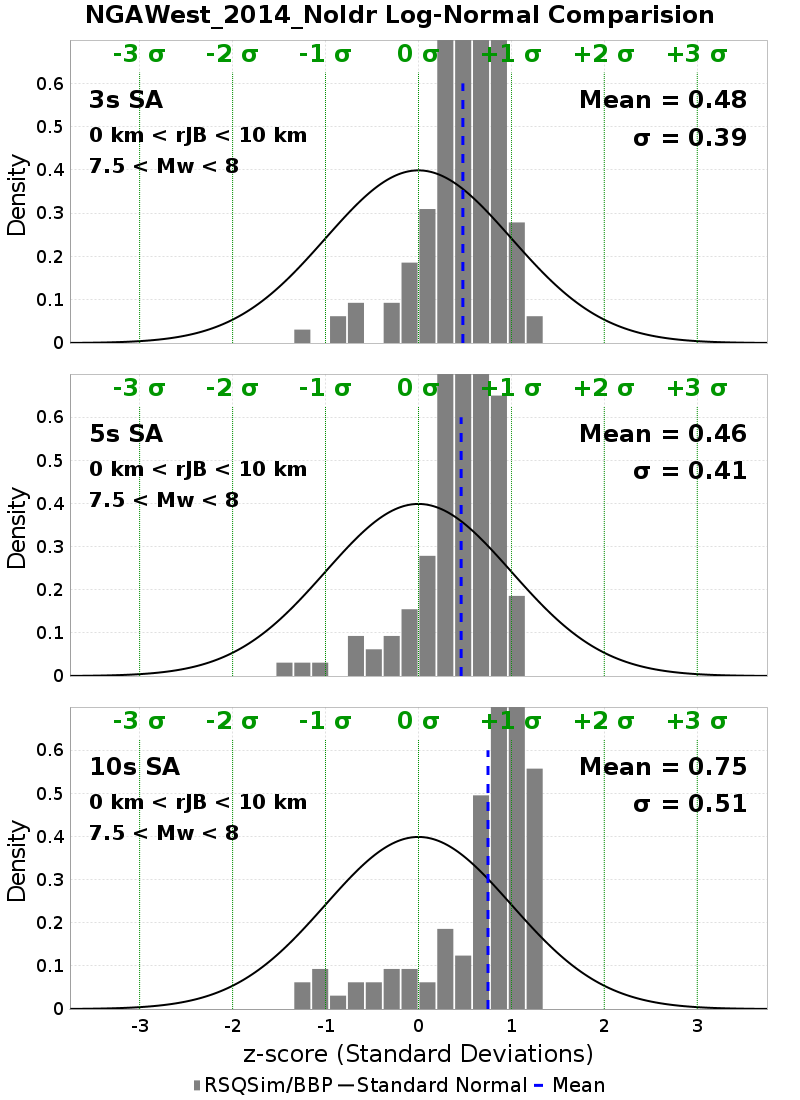 NGAWest_2014_NoIdr Log-Normal Comparision
-3 σ -2 σ -1 σ 0 σ +1 σ +2 σ +3 σ
3s SA
Mean = 0.48
0 km < rJB < 10 km
σ = 0.39
7.5 < Mw < 8
Density
0.6
0.5
0.4
0.3
0.2
0.1
0
-3 σ -2 σ -1 σ 0 σ +1 σ +2 σ +3 σ
5s SA
Mean = 0.46
0 km < rJB < 10 km
σ = 0.41
7.5 < Mw < 8
Density
0.6
0.5
0.4
0.3
0.2
0.1
0
-3 σ -2 σ -1 σ 0 σ +1 σ +2 σ +3 σ
10s SA
Mean = 0.75
0 km < rJB < 10 km
σ = 0.51
7.5 < Mw < 8
Density
0.6
0.5
0.4
0.3
0.2
0.1
0
-3 -2 -1 0 1 2 3
z-score (Standard Deviations)
RSQSim/BBP Standard Normal Mean